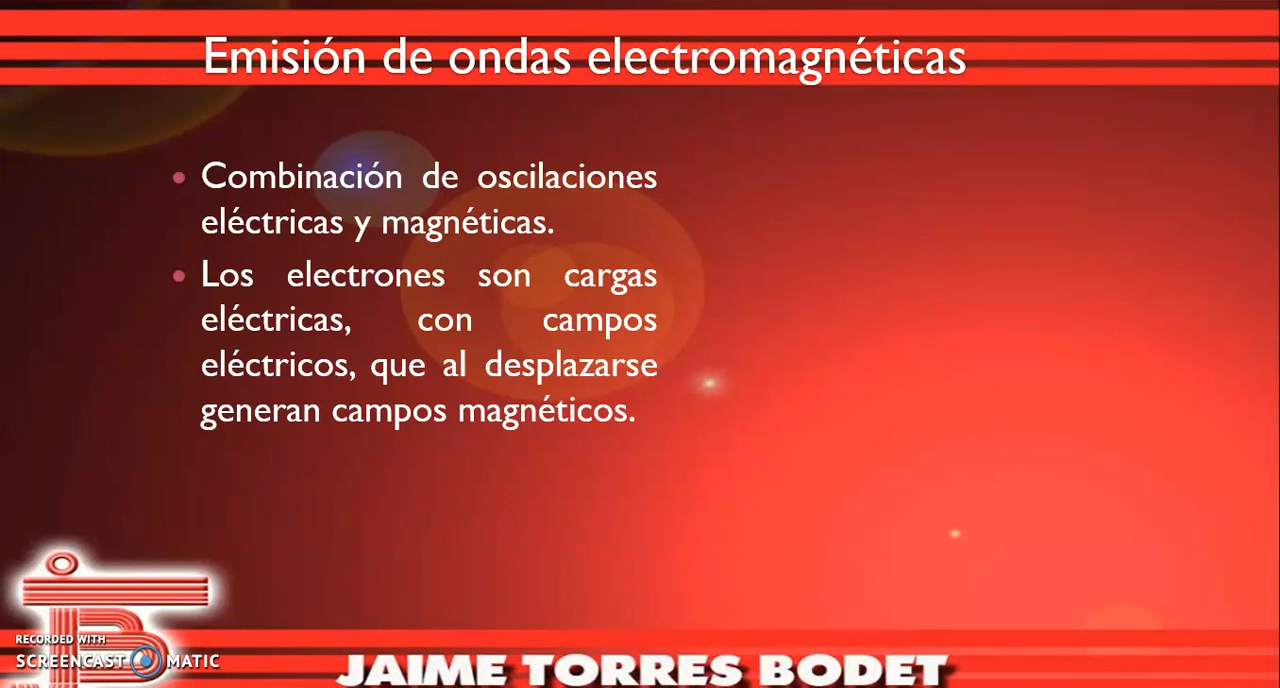 Emisión de ondas electromagnéticas
Combinación de oscilaciones
eléctricas y magnéticas.
Los electrones son cargas
eléctricas, con campos
eléctricos, que al desplazarse
generan campos magnéticos.
RECORDED WITH
SCREENCAST MATIC
JAIME TORRES BODET